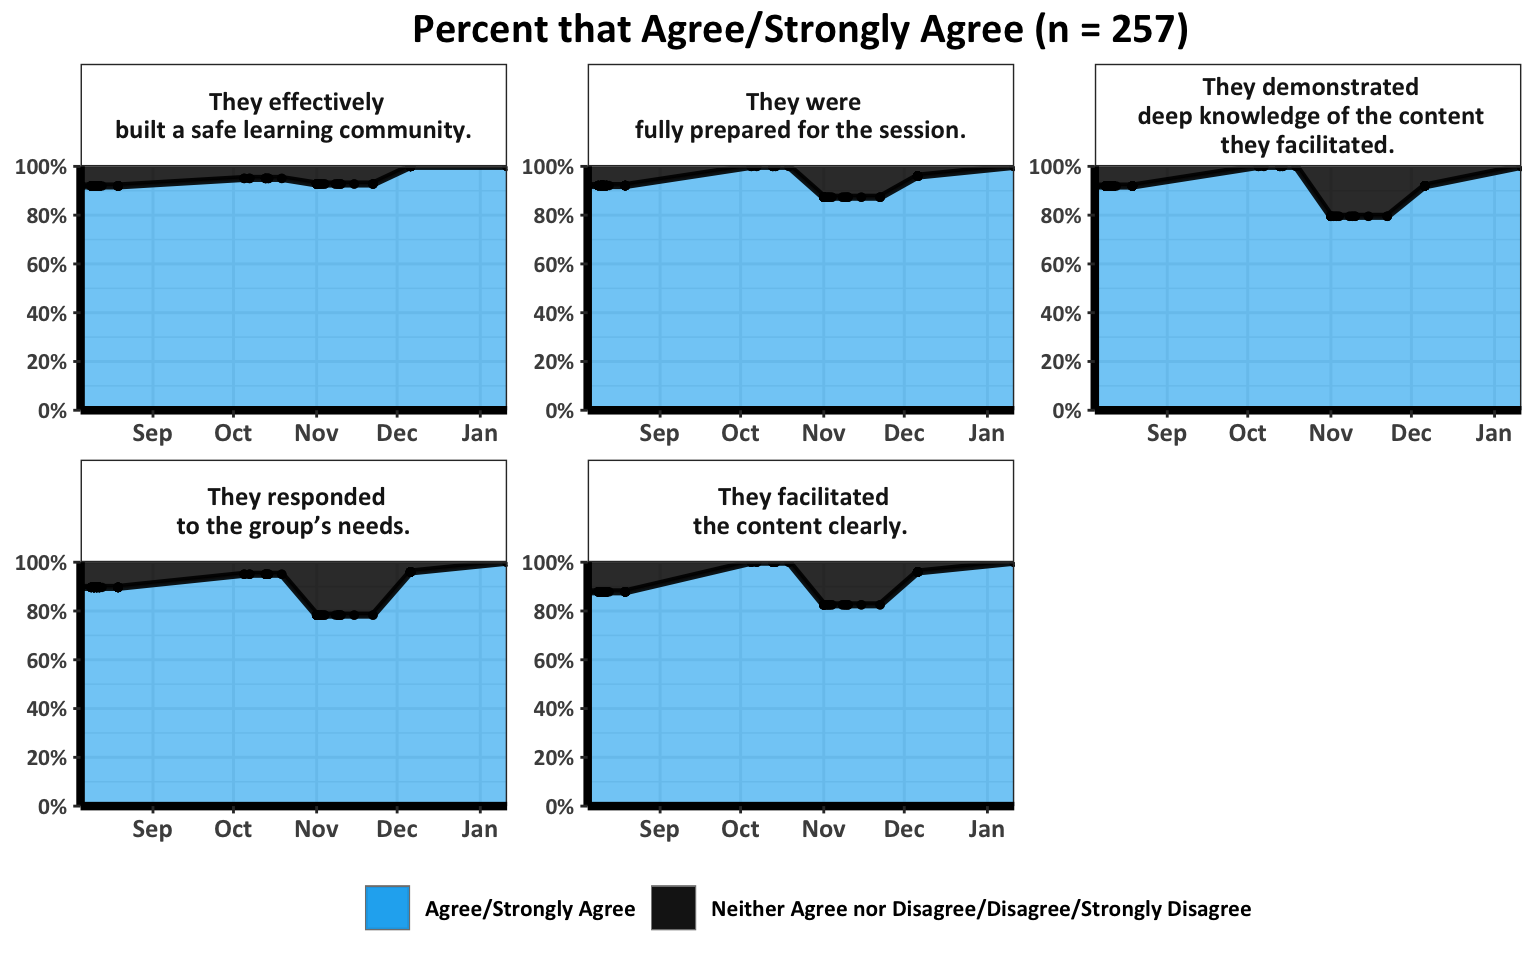 Percent that Agree/Strongly Agree (n = 257)
They effectively
built a safe learning community.
100%
80%
60%
40%
20%
0%
Sep Oct Nov Dec Jan
They were
fully prepared for the session.
100%
80%
60%
40%
20%
0%
Sep Oct Nov Dec Jan
They demonstrated
deep knowledge of the content
they facilitated.
100%
80%
60%
40%
20%
0%
Sep Oct Nov Dec Jan
They responded
to the group’s needs.
100%
80%
60%
40%
20%
0%
Sep Oct Nov Dec Jan
They facilitated
the content clearly.
100%
80%
60%
40%
20%
0%
Sep Oct Nov Dec Jan
Agree/Strongly Agree
Neither Agree nor Disagree/Disagree/Strongly Disagree